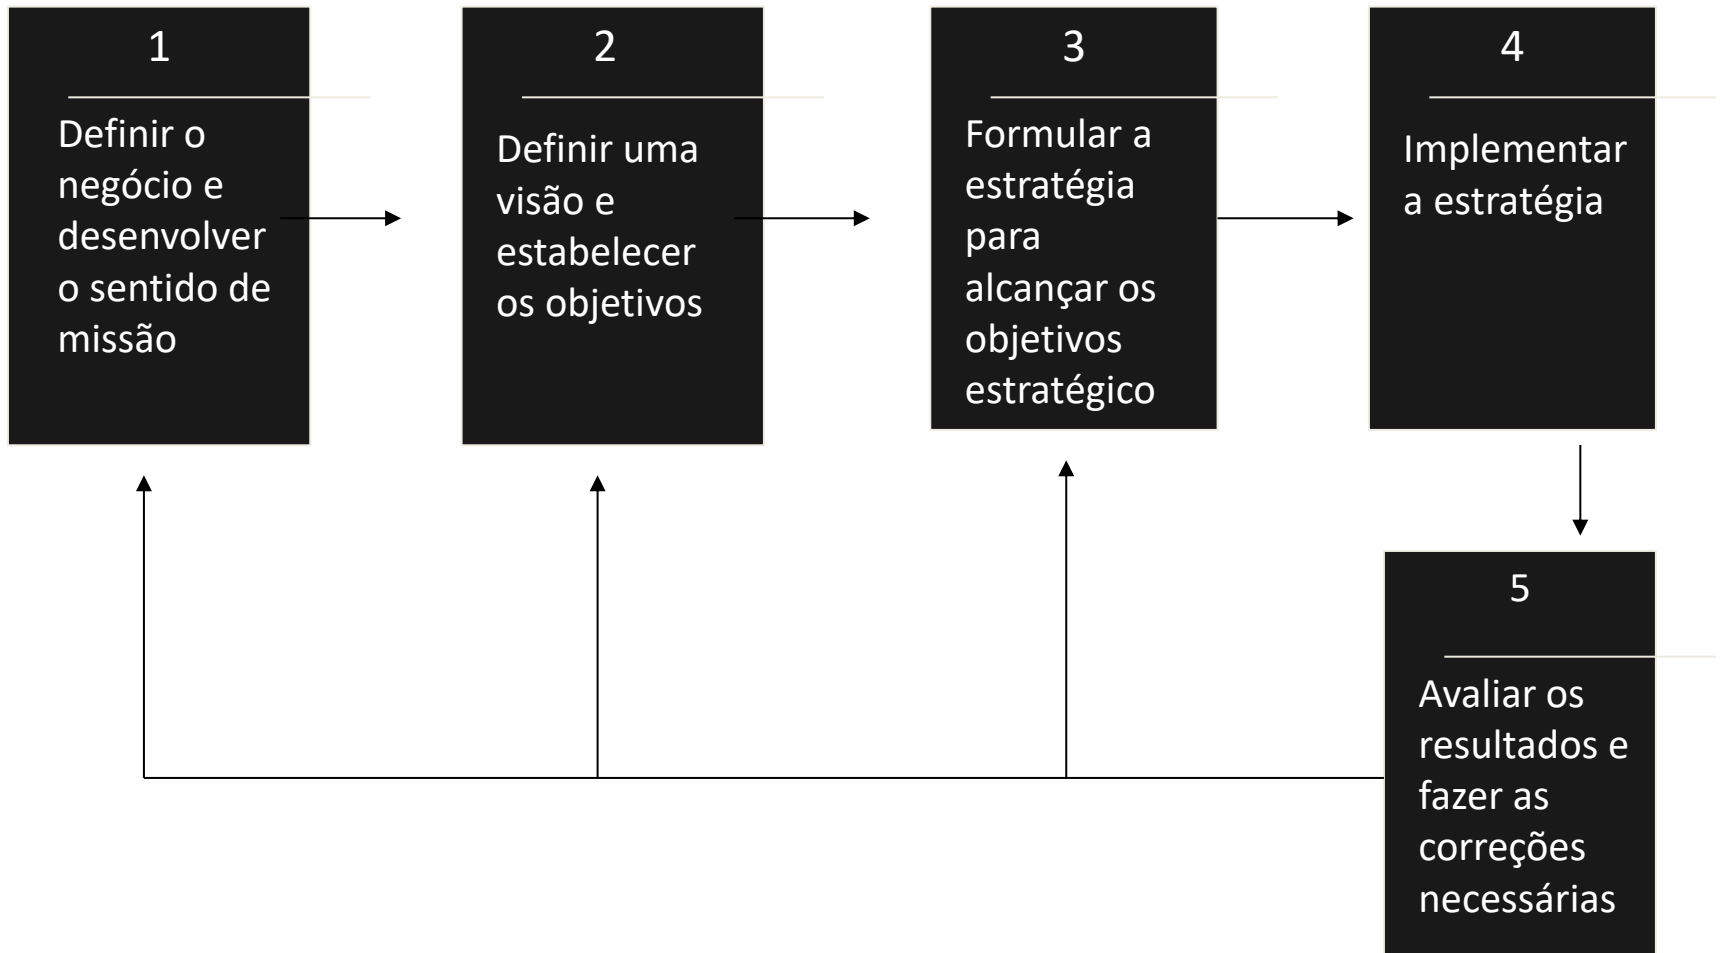 1
Definir o
negócio e
desenvolver
o sentido de
missão
2
Definir uma
visão e
estabelecer
os objetivos
3
Formular a
estratégia
para
alcançar os
objetivos
estratégico
4
Implementar
a estratégia
5
Avaliar os
resultados e
fazer as
correções
necessárias